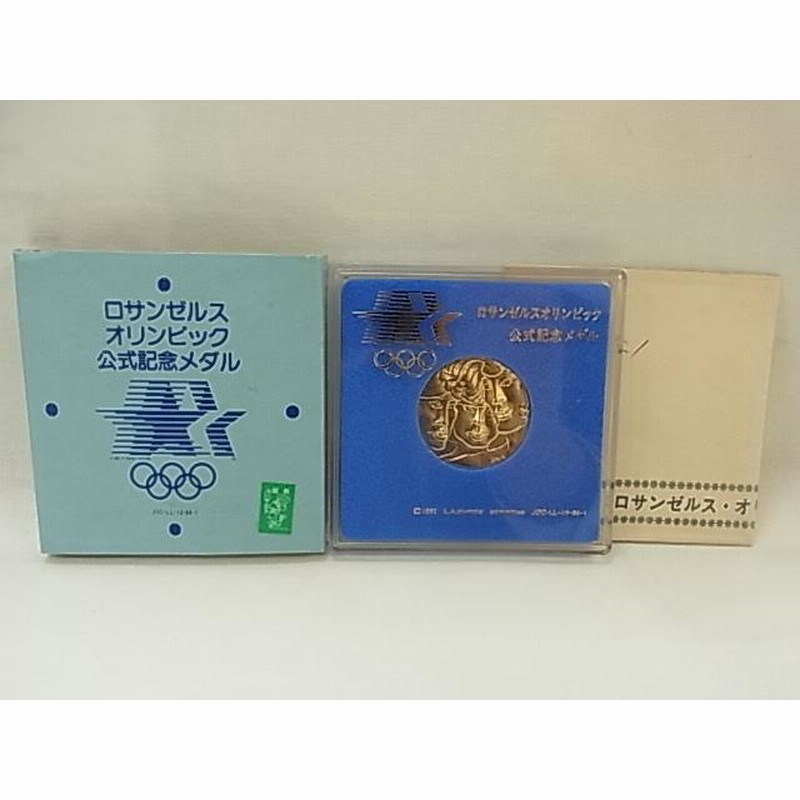 ロサンゼルス
オリンピック
公式記念メダル
ロサンゼルスオリンピック
公式記念メダル
ロサンゼルス・オリ